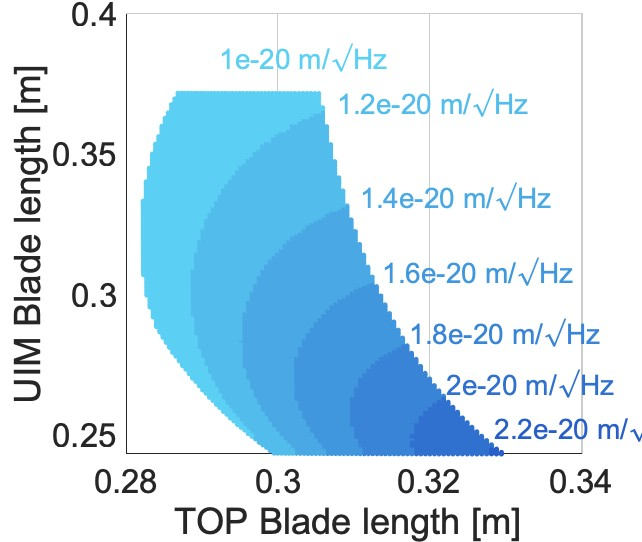 0.4
0.35
0.3
0.25
UIM Blade length [m]
1e-20 m/√Hz
1.2e-20 m/√Hz
1.4e-20 m/√Hz
1.6e-20 m/√Hz
1.8e-20 m/√Hz
2e-20 m/√Hz
2.2e-20 m/√
0.28 0.3 0.32 0.34
TOP Blade length [m]